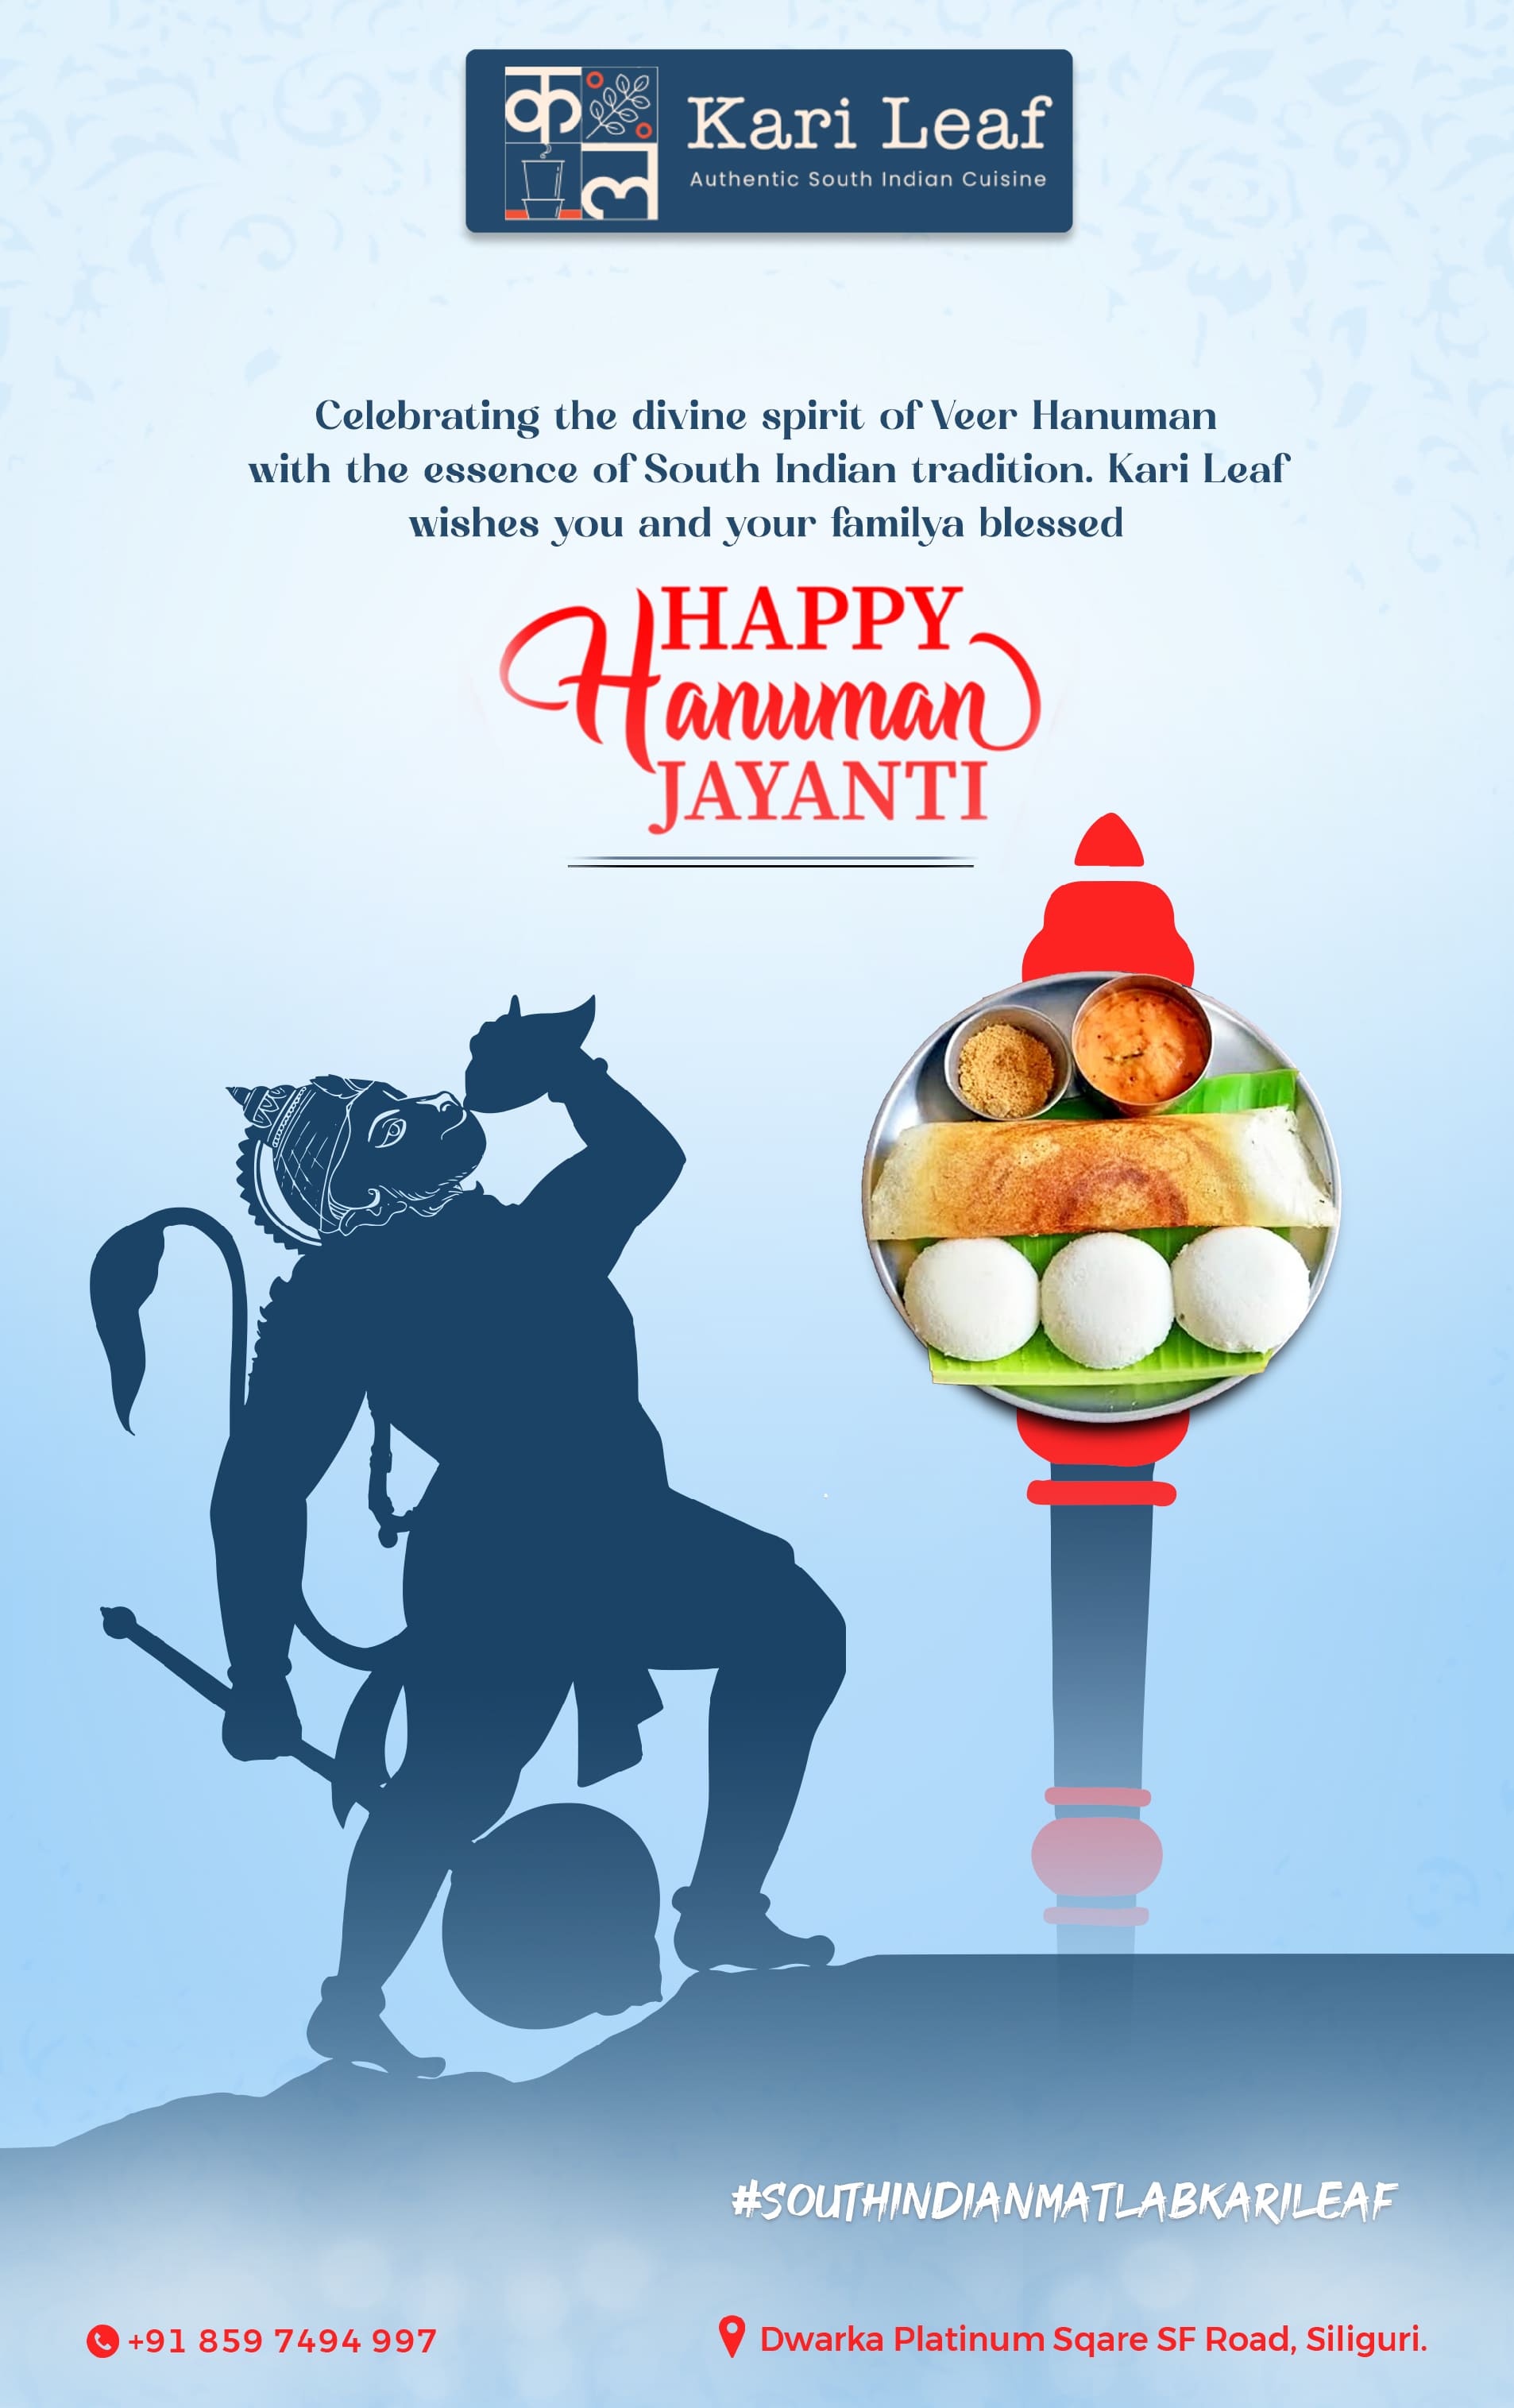 क
ल
Kari Leaf
Authentic South Indian Cuisine
Celebrating the divine spirit of Veer Hanuman
with the essence of South Indian tradition. Kari Leaf
wishes you and your familya blessed
HAPPY
Hanuman
JAYANTI
#SOUTHINDIANMATLABKARILEAF
+91 859 7494 997
Dwarka Platinum Sqare SF Road, Siliguri.